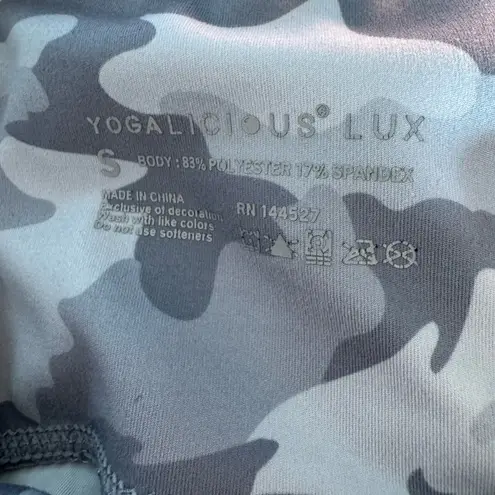 YOGALICIOUS® LUX
S BODY : 83% POLYESTER 17% SPANDEX
MADE IN CHINA
Exclusive of decoration RN 144527
Wash with like colors
Do not use softeners